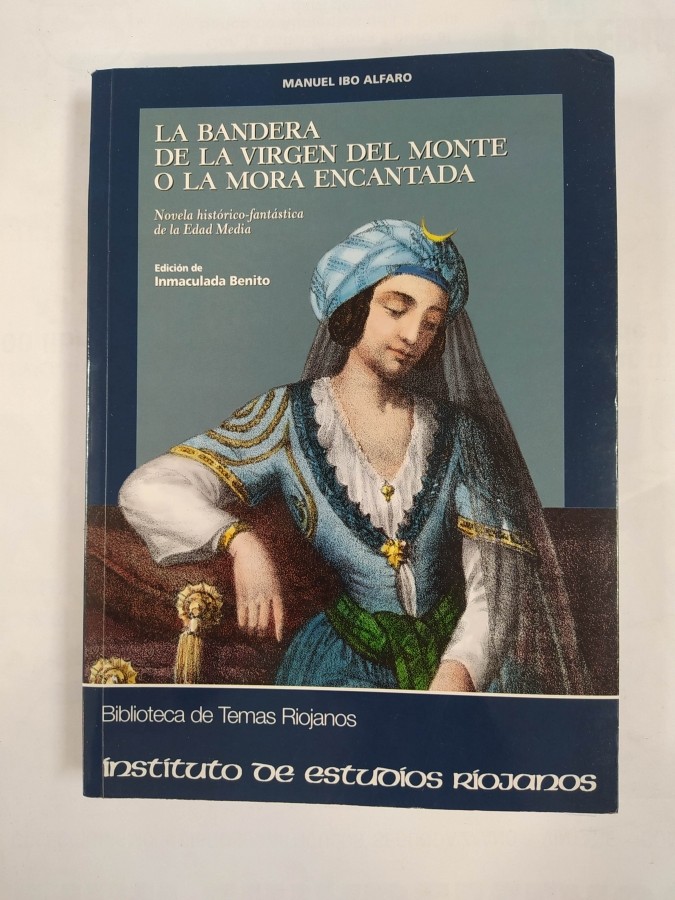 MANUEL IBO ALFARO
LA BANDERA
DE LA VIRGEN DEL MONTE
O LA MORA ENCANTADA
Novela histórico-fantástica
de la Edad Media
Edición de
Inmaculada Benito
Biblioteca de Temas Riojanos
instituto de estudios riojanos